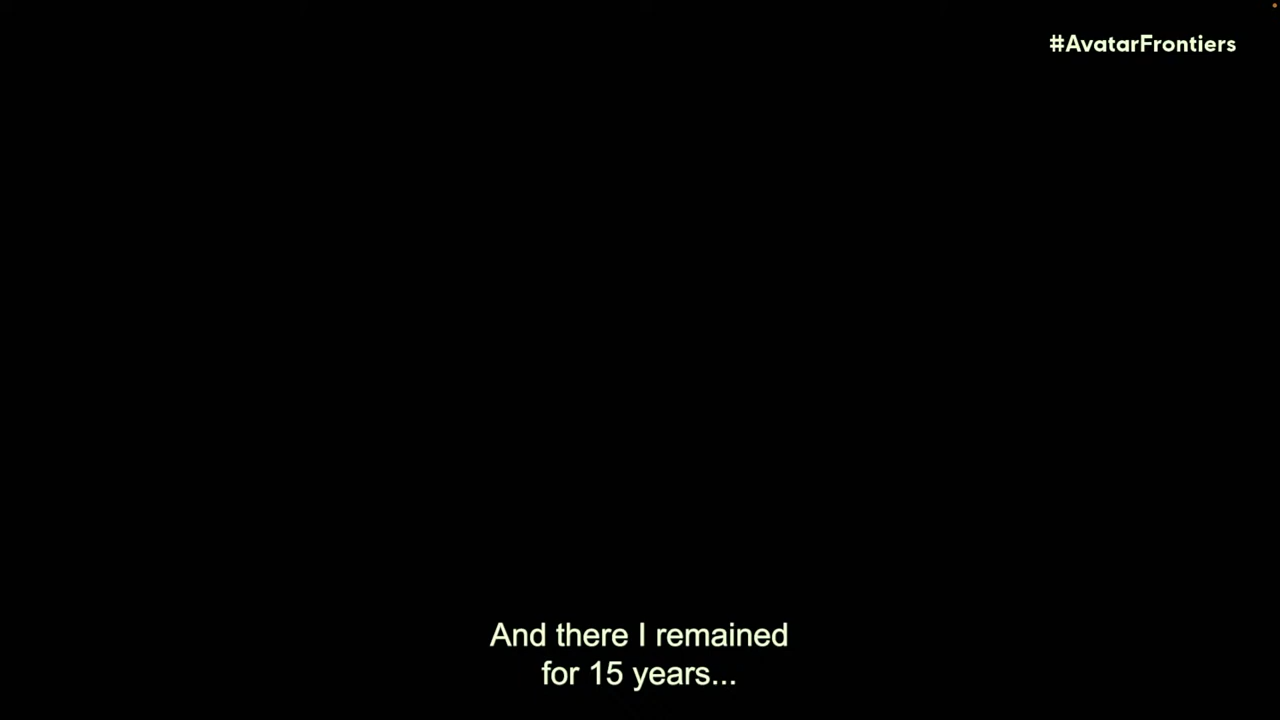 #AvatarFrontiers
And there I remained
for 15 years...